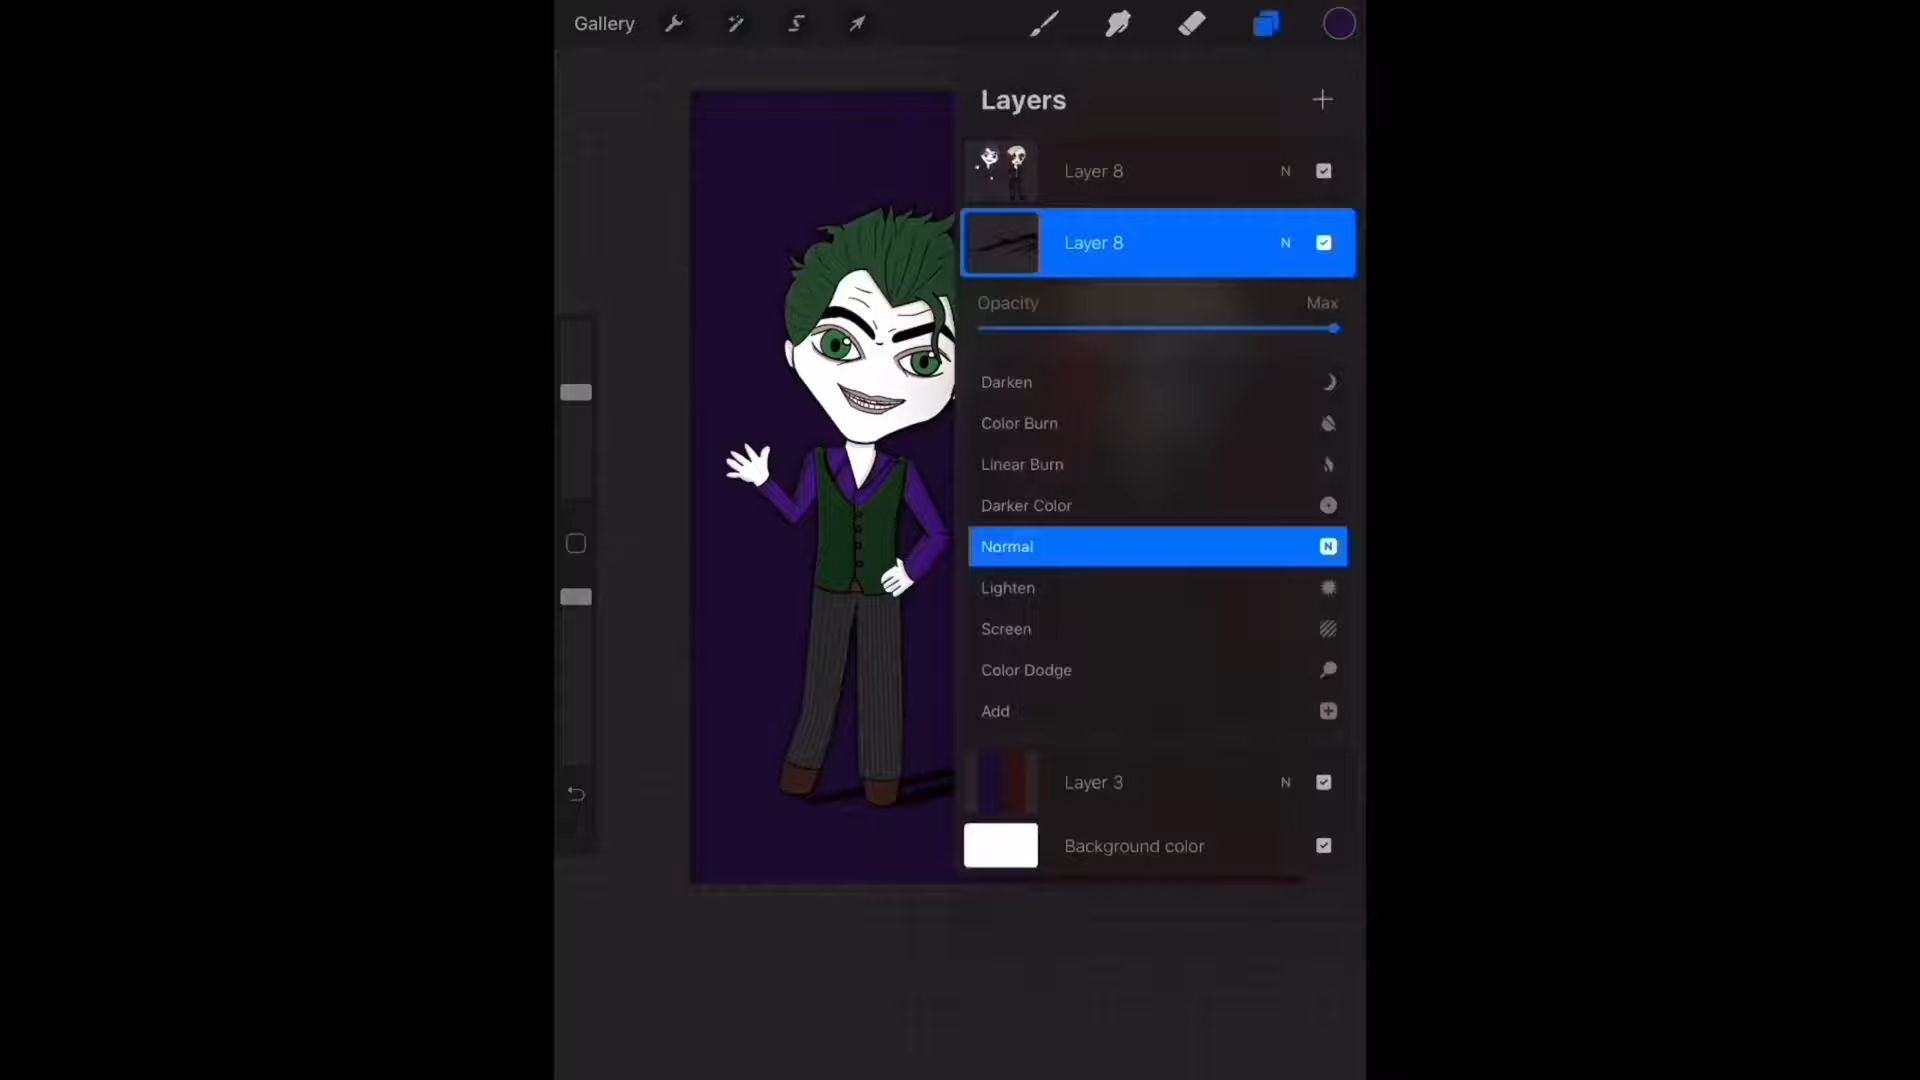 Gallery
Layers
Layer 8 N
Layer 8 N
Opacity Max
Darken
Color Burn
Linear Burn
Darker Color
Normal N
Lighten
Screen
Color Dodge
Add
Layer 3 N
Background color